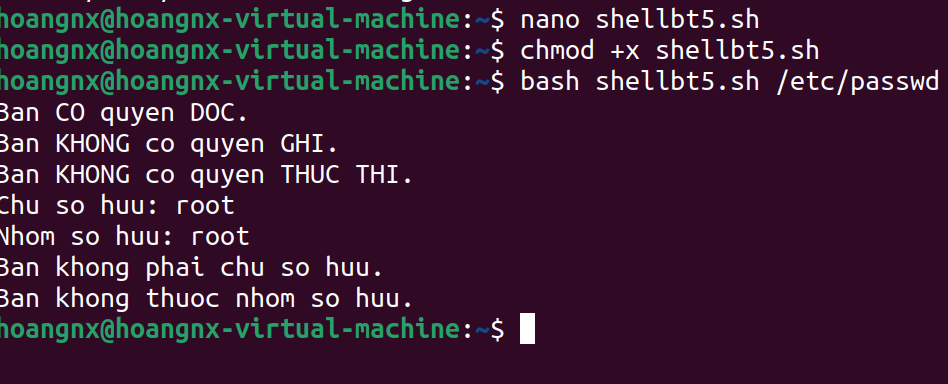 hoangnx@hoangnx-virtual-machine:~$ nano shellbt5.sh
hoangnx@hoangnx-virtual-machine:~$ chmod +x shellbt5.sh
hoangnx@hoangnx-virtual-machine:~$ bash shellbt5.sh /etc/passwd
Ban CO quyen DOC.
Ban KHONG co quyen GHI.
Ban KHONG co quyen THUC THI.
Chu so huu: root
Nhom so huu: root
Ban khong phai chu so huu.
Ban khong thuoc nhom so huu.
hoangnx@hoangnx-virtual-machine:~$